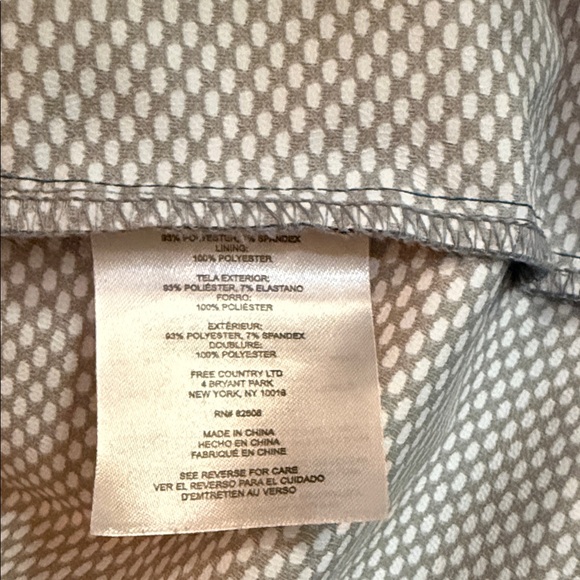 93% POLYESTER, 7% SPANDEX
LINING:
100% POLYESTER
TELA EXTERIOR:
93% POLIÉSTER, 7% ELASTANO
FORRO:
100% POLIÉSTER
EXTÉRIEUR:
93% POLYESTER, 7% SPANDEX
DOUBLURE:
100% POLYESTER
FREE COUNTRY LTD
4 BRYANT PARK
NEW YORK, NY 10018
RN# 82608
MADE IN CHINA
HECHO EN CHINA
FABRIQUÉ EN CHINE
SEE REVERSE FOR CARE
VER EL REVERSO PARA EL CUIDADO
D'ENTRETIEN AU VERSO